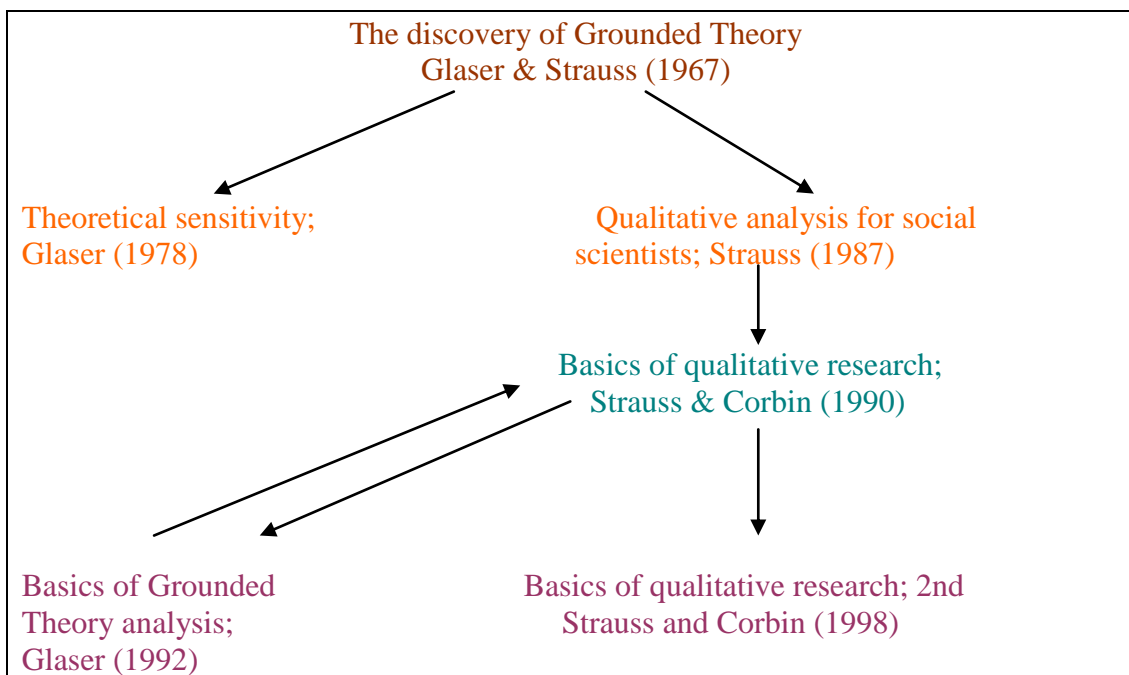 The discovery of Grounded Theory
Glaser & Strauss (1967)
Theoretical sensitivity;
Glaser (1978)
Qualitative analysis for social
scientists; Strauss (1987)
Basics of qualitative research;
Strauss & Corbin (1990)
Basics of Grounded
Theory analysis;
Glaser (1992)
Basics of qualitative research; 2nd
Strauss and Corbin (1998)